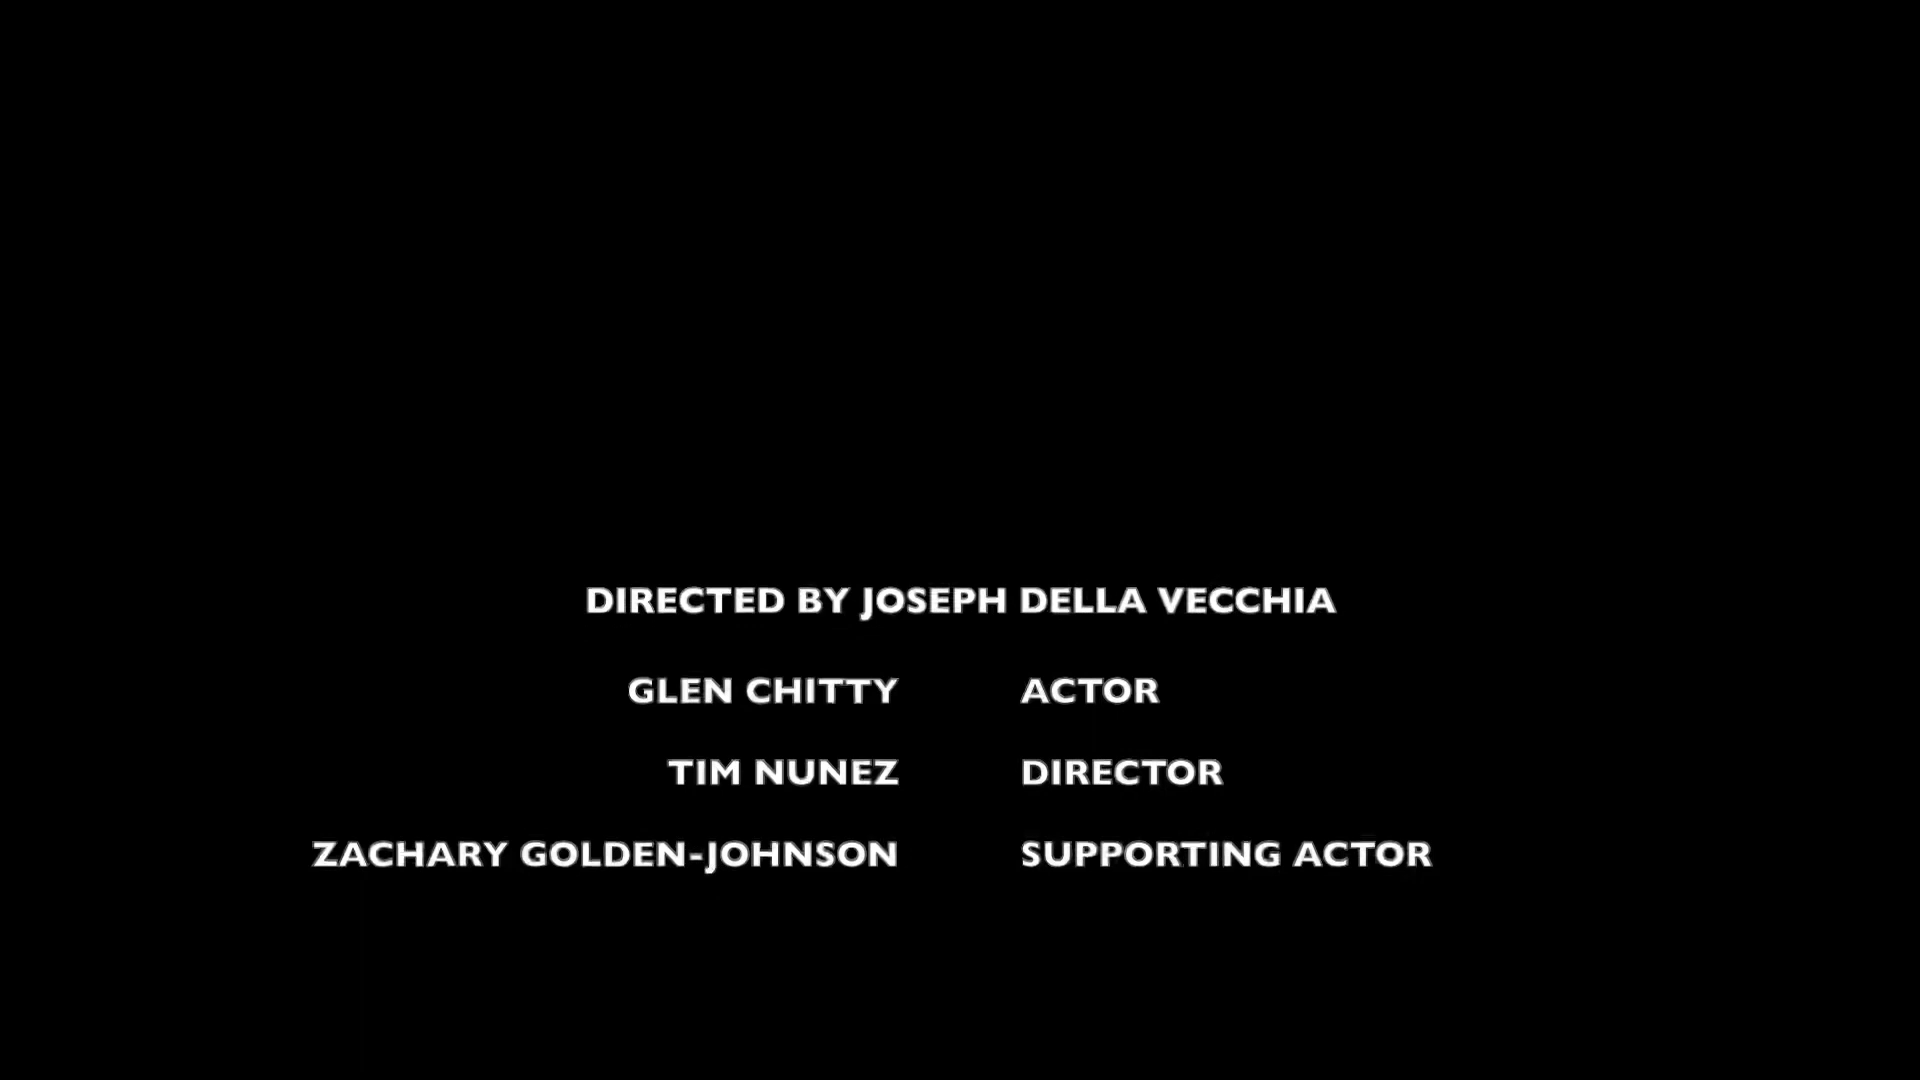 DIRECTED BY JOSEPH DELLA VECCHIA
GLEN CHITTY ACTOR
TIM NUNEZ DIRECTOR
ZACHARY GOLDEN-JOHNSON SUPPORTING ACTOR